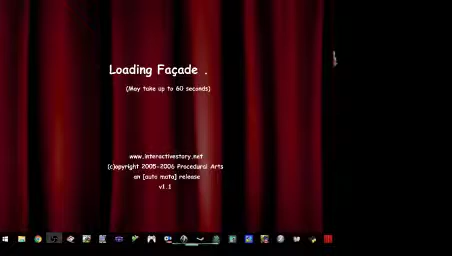 Loading Façade .
(May take up to 60 seconds)
www.interactivestory.net
(c)opyright 2005-2006 Procedural Arts
an [auto mata] release
v1.1